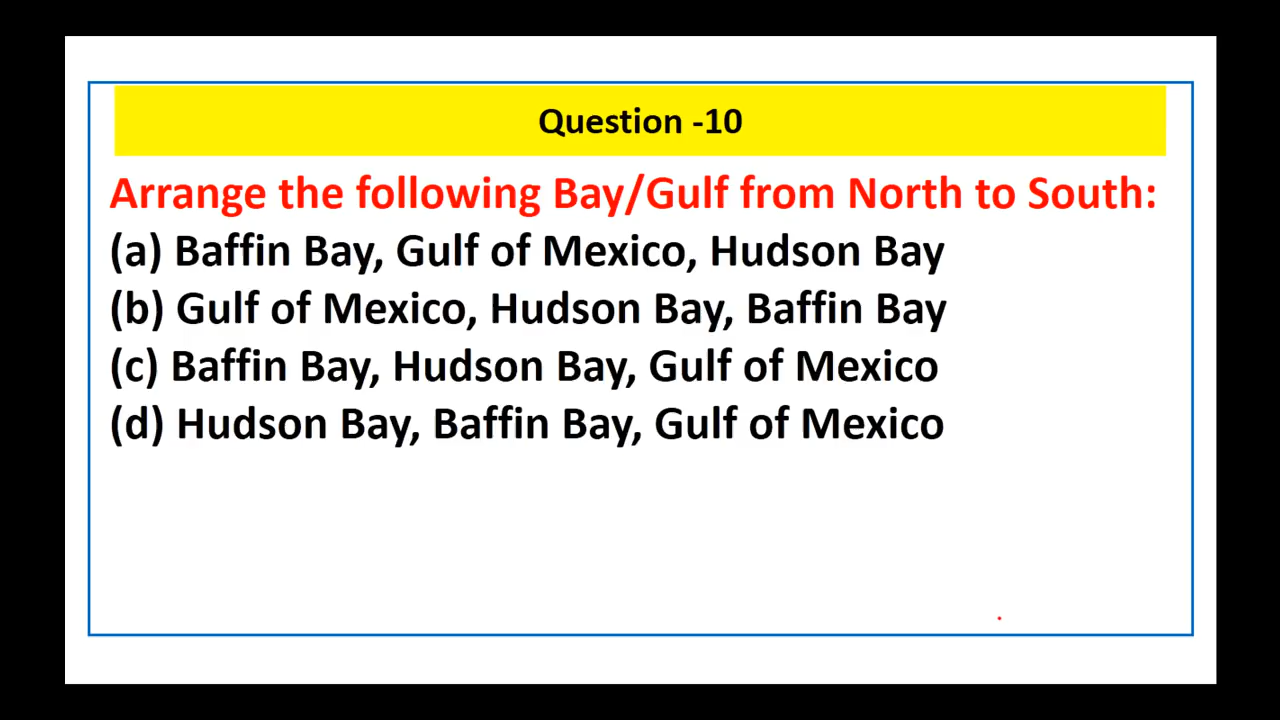 Question -10
Arrange the following Bay/Gulf from North to South:
(a) Baffin Bay, Gulf of Mexico, Hudson Bay
(b) Gulf of Mexico, Hudson Bay, Baffin Bay
(c) Baffin Bay, Hudson Bay, Gulf of Mexico
(d) Hudson Bay, Baffin Bay, Gulf of Mexico